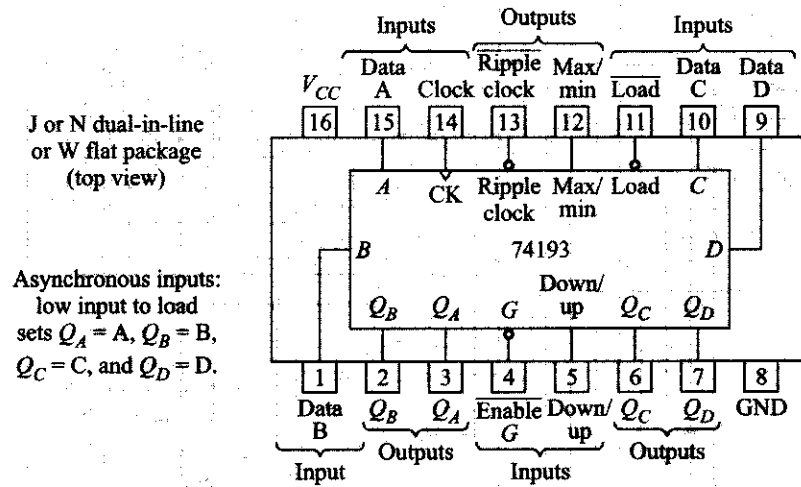 Inputs
Outputs
Inputs
V_CC
Data A
Clock
Ripple clock
Max/ min
Load
Data C
Data D
16 15 14 13 12 11 10 9
J or N dual-in-line
or W flat package
(top view)
A
CK
Ripple clock
Max/ min
Load
C
B
74193
D
Asynchronous inputs:
low input to load
sets Q_A = A, Q_B = B,
Q_C = C, and Q_D = D.
Q_B Q_A G Down/ up Q_C Q_D
1 2 3 4 5 6 7 8
Data B
Q_B
Q_A
Enable G
Down/ up
Q_C
Q_D
GND
Input
Outputs
Inputs
Outputs